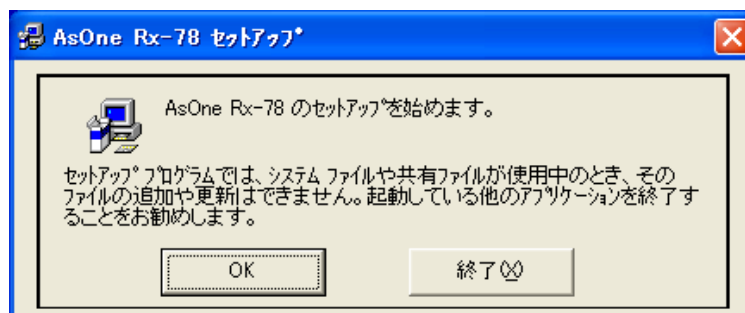 AsOne Rx-78 ｾｯﾄｱｯﾌﾟ
AsOne Rx-78 のｾｯﾄｱｯﾌﾟを始めます。
ｾｯﾄｱｯﾌﾟ ﾌﾟﾛｸﾞﾗﾑでは、ｼｽﾃﾑ ﾌｧｲﾙや共有ﾌｧｲﾙが使用中のとき、その
ﾌｧｲﾙの追加や更新はできません。起動している他のｱﾌﾟﾘｹｰｼｮﾝを終了す
ることをお勧めします。
OK
終了(X)